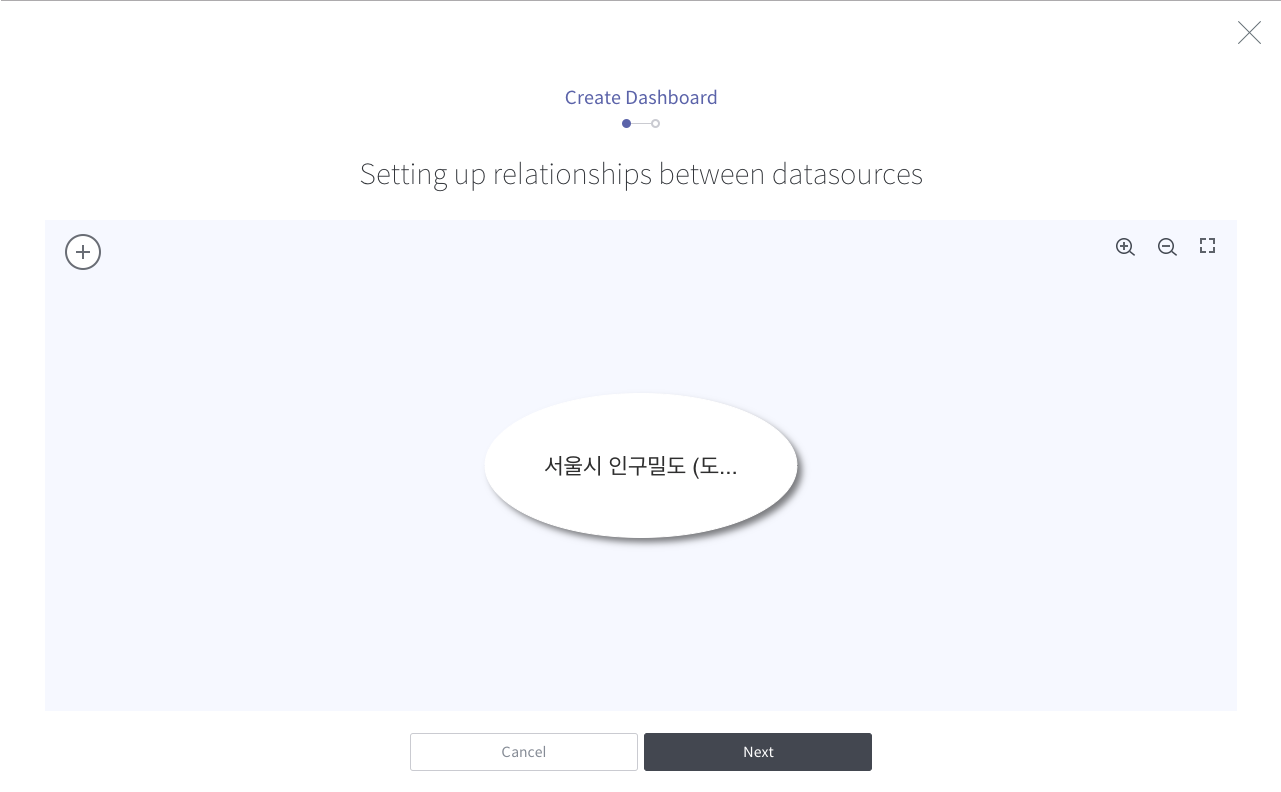 Create Dashboard
Setting up relationships between datasources
서울시 인구밀도 (도...
Cancel
Next